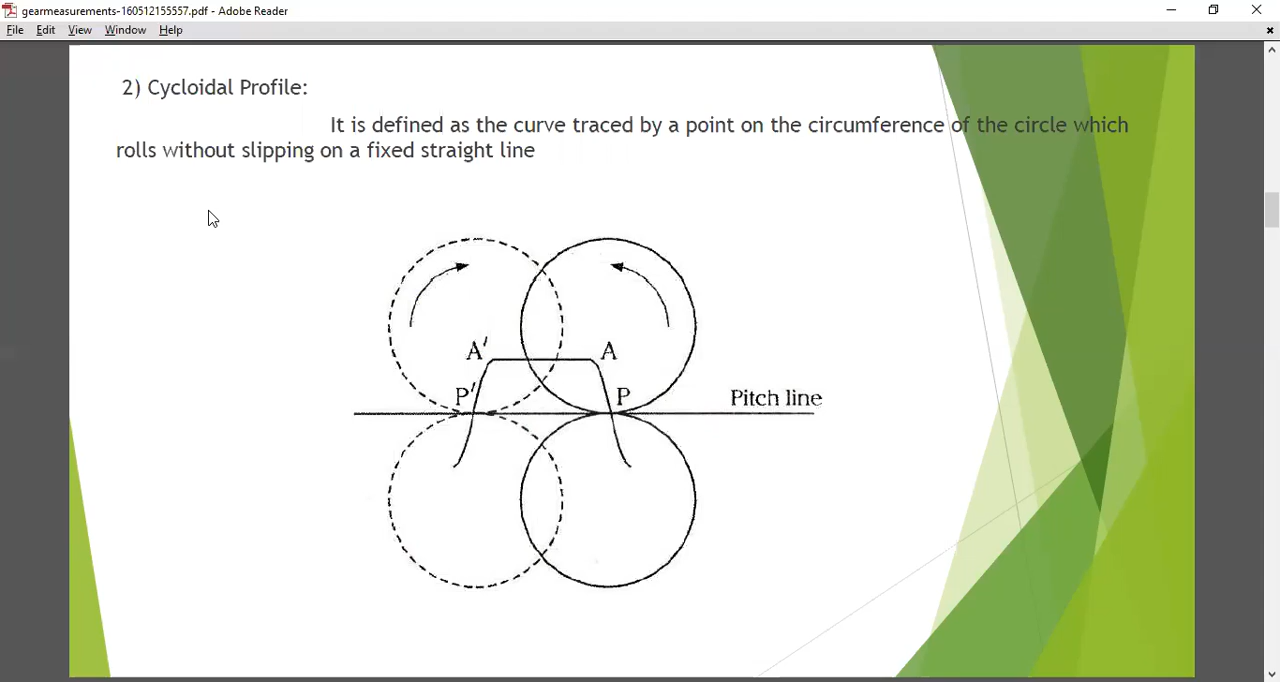 gearmeasurements-160512155557.pdf - Adobe Reader
File Edit View Window Help
2) Cycloidal Profile:
It is defined as the curve traced by a point on the circumference of the circle which
rolls without slipping on a fixed straight line
A' A
P' P Pitch line